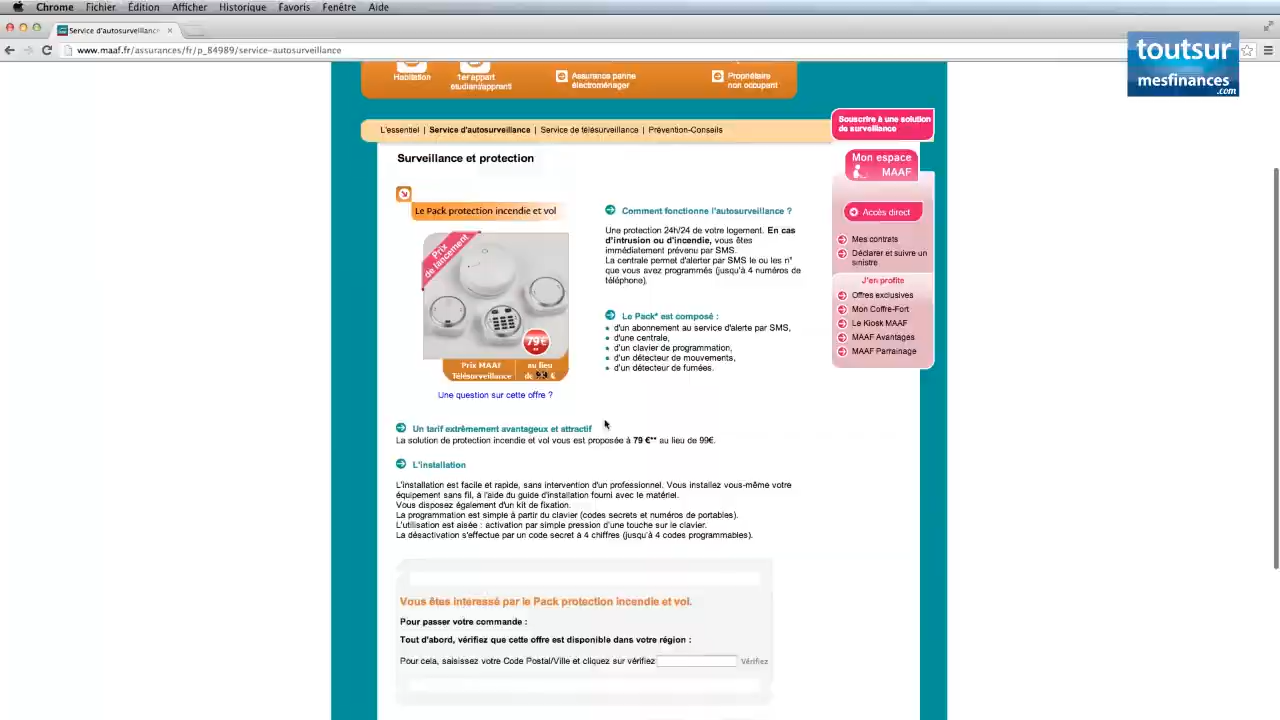 Chrome Fichier Édition Afficher Historique Favoris Fenêtre Aide
Service d'autosurveillance
www.maaf.fr/assurances/fr/p_84989/service-autosurveillance
toutsur
mesfinances
.com
Habitation
1er appart
étudiant/apprenti
Assurance panne
électroménager
Propriétaire
non occupant
L'essentiel | Service d'autosurveillance | Service de télésurveillance | Prévention-Conseils
Souscrire à une solution
de surveillance
Surveillance et protection
Mon espace
MAAF
Accès direct
Mes contrats
Déclarer et suivre un
sinistre
J'en profite
Offres exclusives
Mon Coffre-Fort
Le Kiosk MAAF
MAAF Avantages
MAAF Parrainage
Le Pack protection incendie et vol
Prix
de lancement
79€
Prix MAAF
Télésurveillance
au lieu
de 99 €
Une question sur cette offre ?
Comment fonctionne l'autosurveillance ?
Une protection 24h/24 de votre logement. En cas
d'intrusion ou d'incendie, vous êtes
immédiatement prévenu par SMS.
La centrale permet d'alerter par SMS le ou les n°
que vous avez programmés (jusqu'à 4 numéros de
téléphone).
Le Pack* est composé :
d'un abonnement au service d'alerte par SMS,
d'une centrale,
d'un clavier de programmation,
d'un détecteur de mouvements,
d'un détecteur de fumées.
Un tarif extrêmement avantageux et attractif
La solution de protection incendie et vol vous est proposée à 79 €** au lieu de 99€.
L'installation
L'installation est facile et rapide, sans intervention d'un professionnel. Vous installez vous-même votre
équipement sans fil, à l'aide du guide d'installation fourni avec le matériel.
Vous disposez également d'un kit de fixation.
La programmation est simple à partir du clavier (codes secrets et numéros de portables).
L'utilisation est aisée : activation par simple pression d'une touche sur le clavier.
La désactivation s'effectue par un code secret à 4 chiffres (jusqu'à 4 codes programmables).
Vous êtes interessé par le Pack protection incendie et vol.
Pour passer votre commande :
Tout d'abord, vérifiez que cette offre est disponible dans votre région :
Pour cela, saisissez votre Code Postal/Ville et cliquez sur vérifiez
Vérifiez